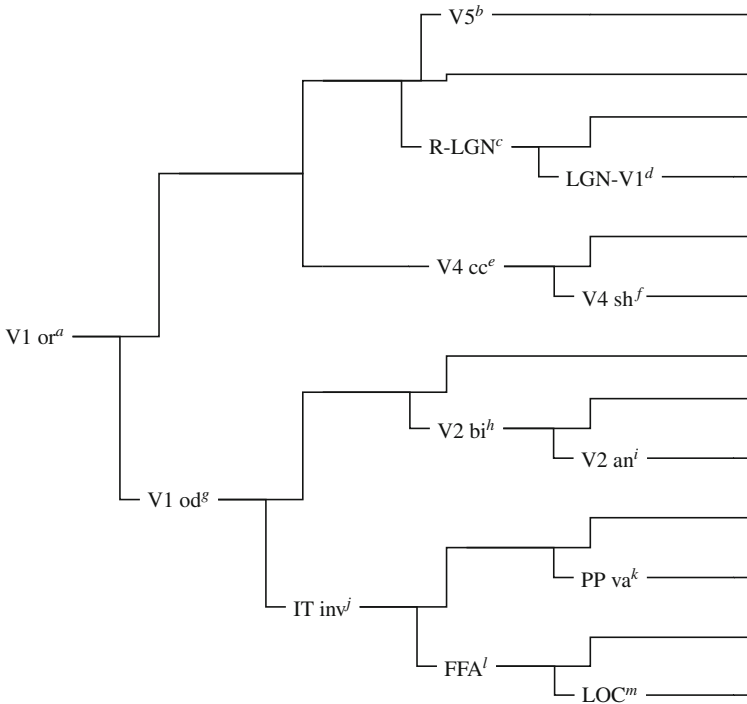 V5b
R-LGNc
LGN-V1d
V4 cce
V4 shf
V1 ora
V2 bih
V2 ani
V1 odg
PP vak
IT invj
FFAl
LOCm